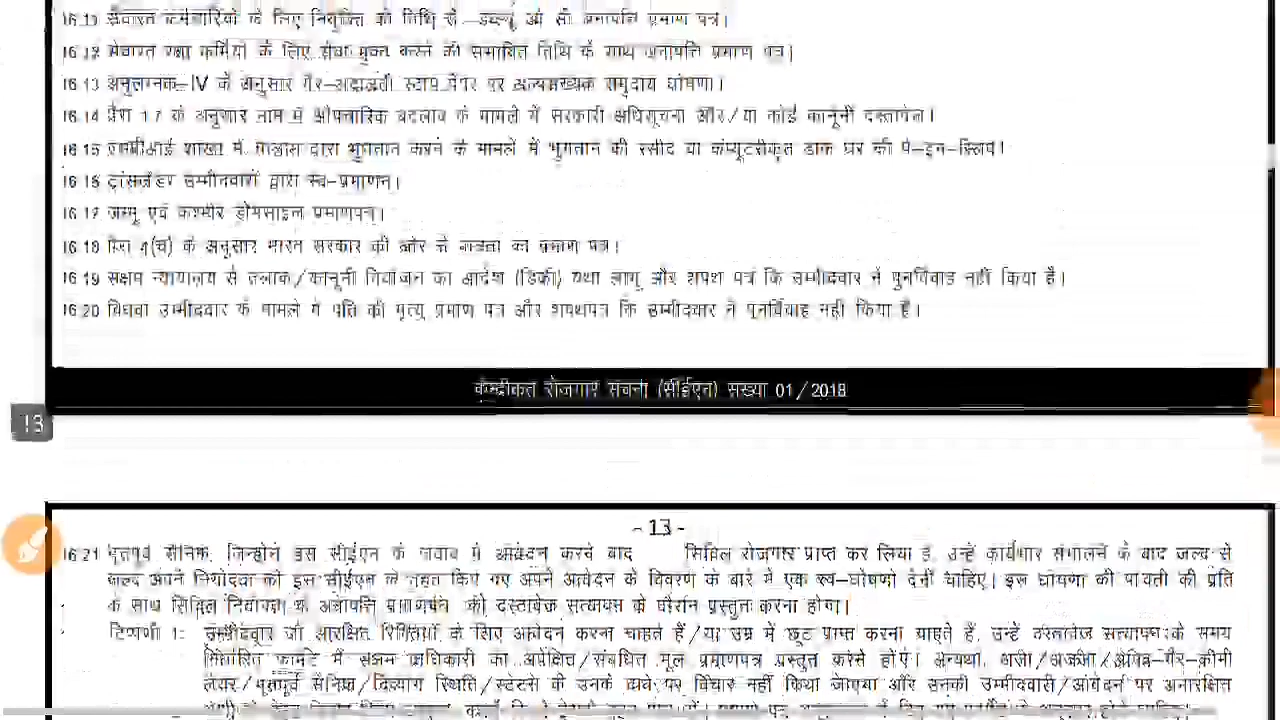 16.11 सेवारत कर्मचारियों के लिए नियुक्ति की तिथि से अनापत्ति प्रमाण पत्र।
16.12 सेवारत रक्षा कर्मियों के लिए सेवा मुक्त करने की संभावित तिथि के साथ अनापत्ति प्रमाण पत्र।
16.13 अनुलग्नक–IV के अनुसार गैर–अदालती स्टाम्प पेपर पर अल्पसंख्यक समुदाय घोषणा।
16.14 पैरा 1.7 के अनुसार नाम में औपचारिक बदलाव के मामले में सरकारी अधिसूचना और/या कोई कानूनी दस्तावेज।
16.15 एसबीआई शाखा में चालान द्वारा भुगतान करने के मामले में भुगतान की रसीद या कंप्यूटरीकृत डाक घर की पे–इन–स्लिप।
16.16 ट्रांसजेंडर उम्मीदवारों द्वारा स्व–प्रमाणन।
16.17 जम्मू एवं कश्मीर डोमिसाइल प्रमाणपत्र।
16.18 के अनुसार भारत सरकार की ओर से पात्रता का प्रमाण पत्र।
16.19 सक्षम न्यायालय से तलाक/कानूनी का आदेश (डिक्री) यथा लागू और शपथ पत्र कि उम्मीदवार ने पुनर्विवाह नहीं किया है।
16.20 विधवा उम्मीदवार के मामले में पति की मृत्यु प्रमाण पत्र और शपथपत्र कि उम्मीदवार ने पुनर्विवाह नहीं किया है।
केन्द्रीकृत रोजगार सूचना (सीईएन) संख्या 01/2018
13
- 13 -
16.21 भूतपूर्व सैनिक, जिन्होंने इस सीईएन के जवाब में आवेदन करने बाद सिविल रोजगार प्राप्त कर लिया है, उन्हें कार्यभार संभालने के बाद जल्द से
जल्द अपने नियोक्ता को इस सीईएन के तहत किए गए अपने आवेदन के विवरण के बारे में एक स्व–घोषणा देनी चाहिए। इस घोषणा की पावती की प्रति
के साथ सिविल नियोक्ता से अनापत्ति प्रमाणपत्र को दस्तावेज सत्यापन के दौरान प्रस्तुत करना होगा।
टिप्पणी 1: उम्मीदवार जो आरक्षित रिक्तियों के लिए आवेदन करना चाहते हैं/या उम्र में छूट प्राप्त करना चाहते हैं, उन्हें दस्तावेज सत्यापन के समय
निर्धारित फार्मेट में सक्षम प्राधिकारी का अपेक्षित/संबंधित मूल प्रमाणपत्र प्रस्तुत करने होंगे। अन्यथा, अजा/अजजा/अपिव–गैर–क्रीमी
लेयर/भूतपूर्व सैनिक/दिव्यांग स्थिति/स्टेटस के उनके दावे पर विचार नहीं किया जाएगा और उनकी उम्मीदवारी/आवेदन पर अनारक्षित